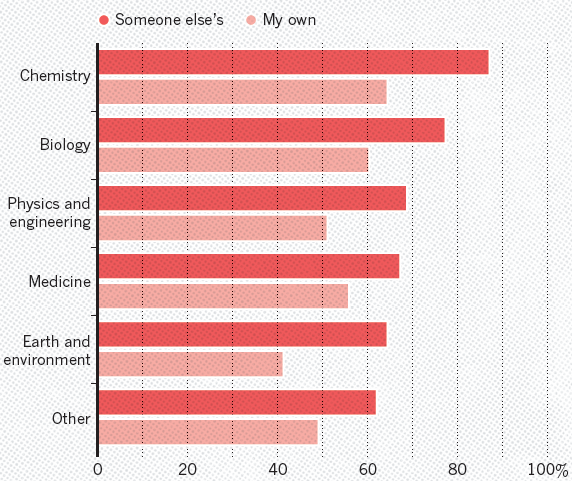 Someone else’s My own
Chemistry
Biology
Physics and
engineering
Medicine
Earth and
environment
Other
0 20 40 60 80 100%